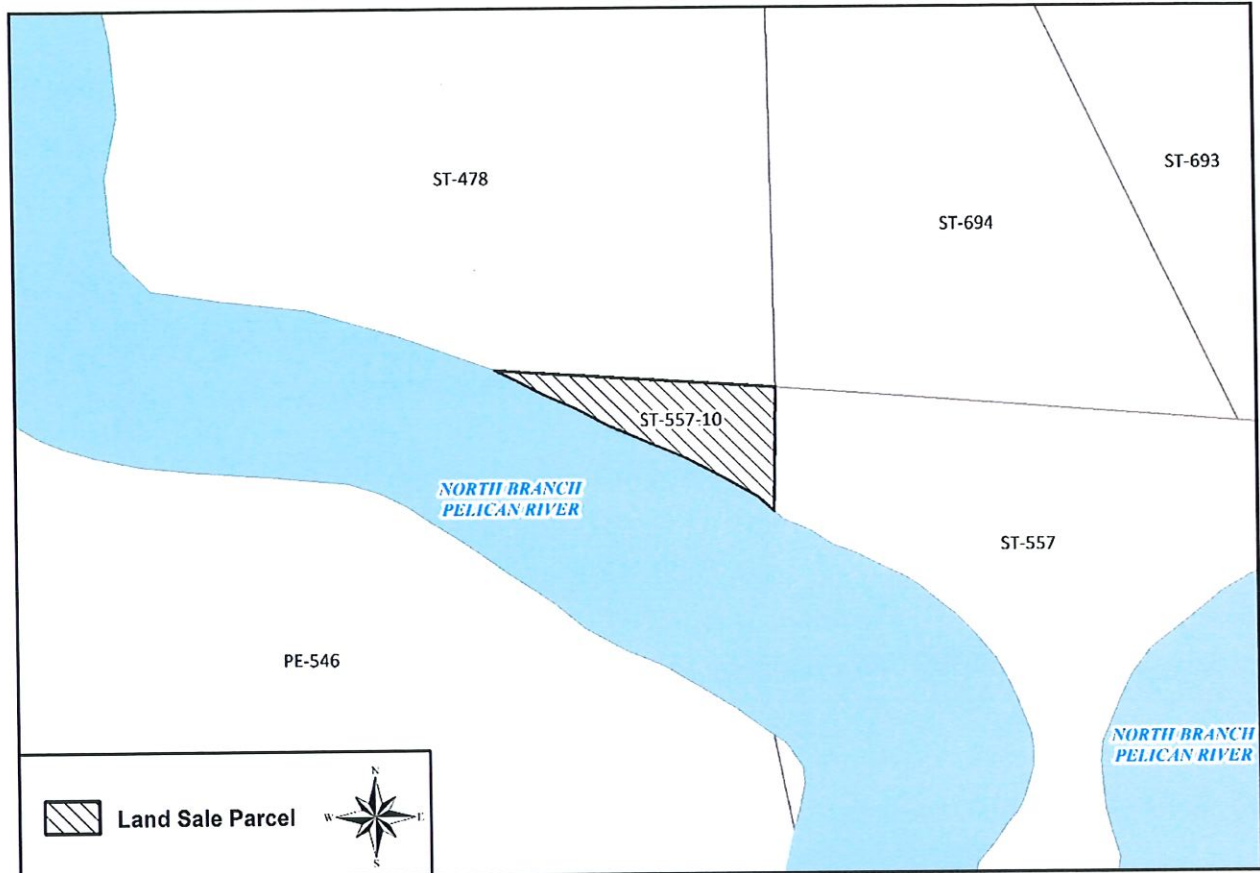 ST-478
ST-693
ST-694
ST-557-10
NORTH BRANCH
PELICAN RIVER
ST-557
PE-546
NORTH BRANCH
PELICAN RIVER
Land Sale Parcel
N
W
E
S